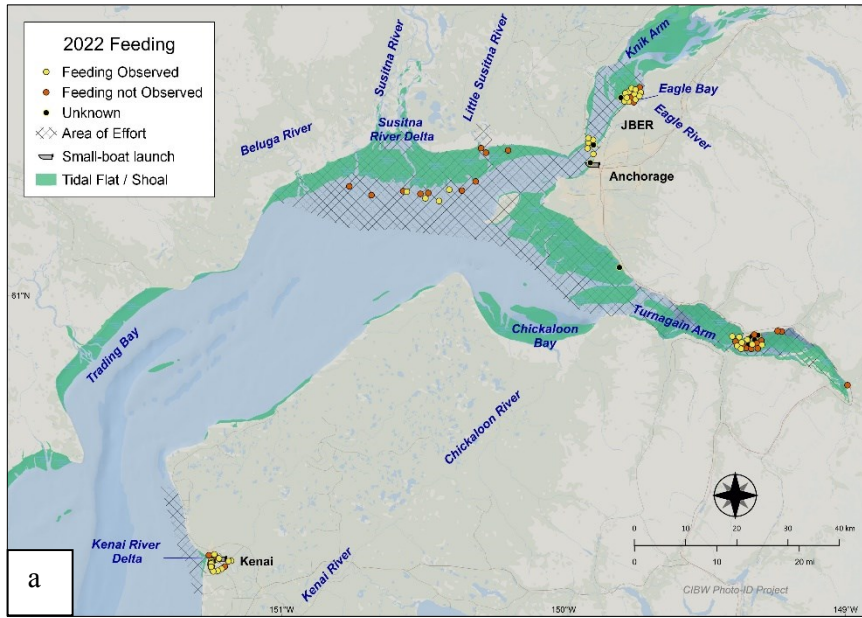 2022 Feeding
Feeding Observed
Feeding not Observed
Unknown
Area of Effort
Small-boat launch
Tidal Flat / Shoal
Beluga River
Susitna River
Susitna
River Delta
Little Susitna River
Knik Arm
Eagle Bay
JBER
Eagle River
Anchorage
61°N
Trading Bay
Chickaloon
Bay
Turnagain Arm
Chickaloon River
Kenai River
Delta
Kenai
Kenai River
0 10 20 30 40 km
0 10 20 mi
CIBW Photo-ID Project
a
151°W
150°W
149°W